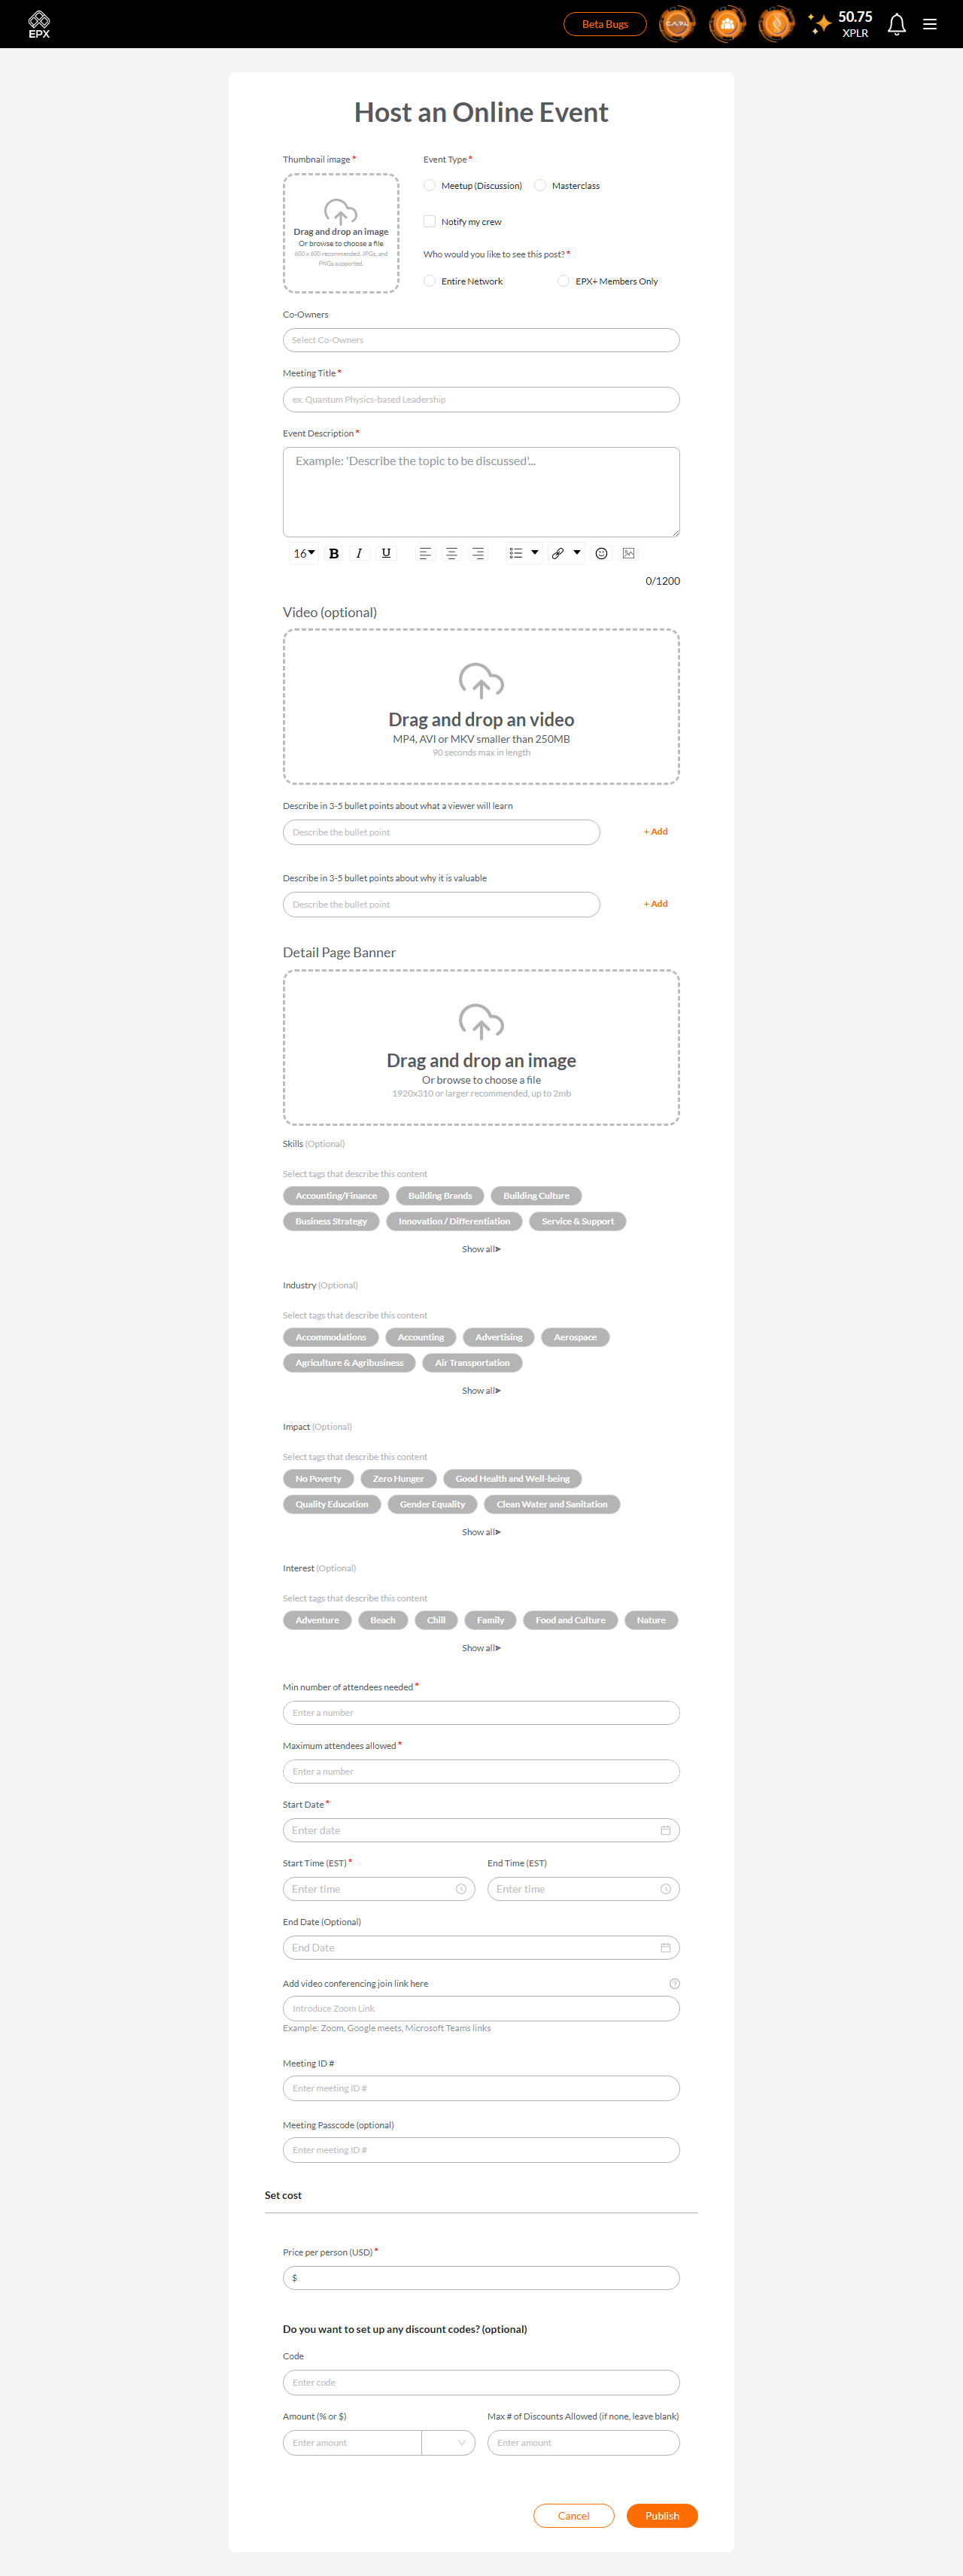 EPX
Beta Bugs
C.A.P.U.
50.75
XPLR
Host an Online Event
Thumbnail image *
Drag and drop an image
Or browse to choose a file
600 x 600 recommended. JPGs, and
PNGs supported.
Event Type *
Meetup (Discussion)
Masterclass
Notify my crew
Who would you like to see this post? *
Entire Network
EPX+ Members Only
Co-Owners
Select Co-Owners
Meeting Title *
ex. Quantum Physics-based Leadership
Event Description *
Example: 'Describe the topic to be discussed'...
16 B I U
0/1200
Video (optional)
Drag and drop an video
MP4, AVI or MKV smaller than 250MB
90 seconds max in length
Describe in 3-5 bullet points about what a viewer will learn
Describe the bullet point
+ Add
Describe in 3-5 bullet points about why it is valuable
Describe the bullet point
+ Add
Detail Page Banner
Drag and drop an image
Or browse to choose a file
1920x310 or larger recommended, up to 2mb
Skills (Optional)
Select tags that describe this content
Accounting/Finance Building Brands Building Culture
Business Strategy Innovation / Differentiation Service & Support
Show all
Industry (Optional)
Select tags that describe this content
Accommodations Accounting Advertising Aerospace
Agriculture & Agribusiness Air Transportation
Show all
Impact (Optional)
Select tags that describe this content
No Poverty Zero Hunger Good Health and Well-being
Quality Education Gender Equality Clean Water and Sanitation
Show all
Interest (Optional)
Select tags that describe this content
Adventure Beach Chill Family Food and Culture Nature
Show all
Min number of attendees needed *
Enter a number
Maximum attendees allowed *
Enter a number
Start Date *
Enter date
Start Time (EST) *
Enter time
End Time (EST)
Enter time
End Date (Optional)
End Date
Add video conferencing join link here
Introduce Zoom Link
Example: Zoom, Google meets, Microsoft Teams links
Meeting ID #
Enter meeting ID #
Meeting Passcode (optional)
Enter meeting ID #
Set cost
Price per person (USD) *
$
Do you want to set up any discount codes? (optional)
Code
Enter code
Amount (% or $)
Enter amount
Max # of Discounts Allowed (if none, leave blank)
Enter amount
Cancel
Publish